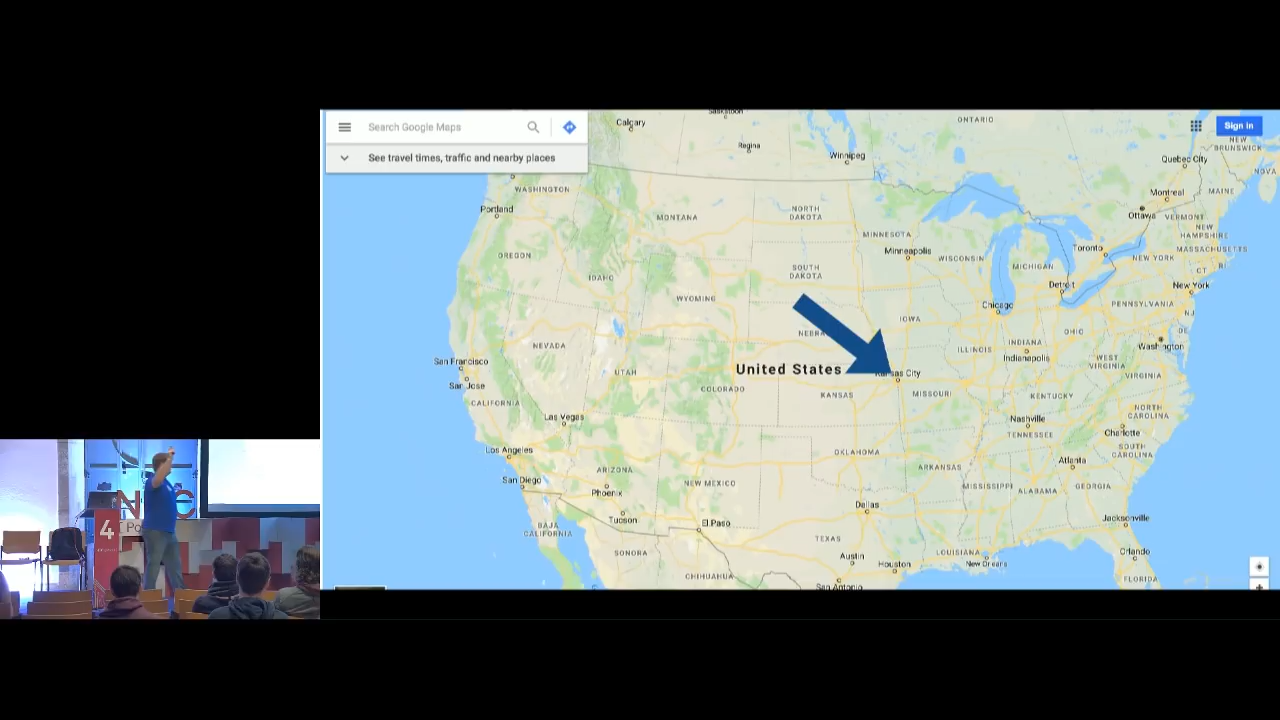 Search Google Maps
See travel times, traffic and nearby places
Sign in
Calgary
Saskatoon
Regina
Winnipeg
ONTARIO
Quebec City
NEW
BRUNSWICK
NOVA
Montreal
MAINE
Ottawa
VERMONT
NEW
HAMPSHIRE
MASSACHUSETTS
CT
RI
Toronto
NEW YORK
New York
WASHINGTON
Portland
MONTANA
NORTH
DAKOTA
MINNESOTA
Minneapolis
WISCONSIN
MICHIGAN
Detroit
OREGON
IDAHO
SOUTH
DAKOTA
WYOMING
Chicago
IOWA
PENNSYLVANIA
NJ
DE
OHIO
NEBRA
NEVADA
ILLINOIS
INDIANA
Indianapolis
Washington
WEST
VIRGINIA
VIRGINIA
San Francisco
San Jose
UTAH
United States
Kansas City
COLORADO
KANSAS
MISSOURI
KENTUCKY
CALIFORNIA
Las Vegas
Nashville
TENNESSEE
NORTH
CAROLINA
Charlotte
SOUTH
CAROLINA
Los Angeles
San Diego
ARIZONA
Phoenix
Tucson
NEW MEXICO
OKLAHOMA
ARKANSAS
Atlanta
MISSISSIPPI
ALABAMA
GEORGIA
Dallas
El Paso
TEXAS
Jacksonville
BAJA
CALIFORNIA
SONORA
CHIHUAHUA
Austin
Houston
San Antonio
LOUISIANA
New Orleans
Orlando
FLORIDA
4